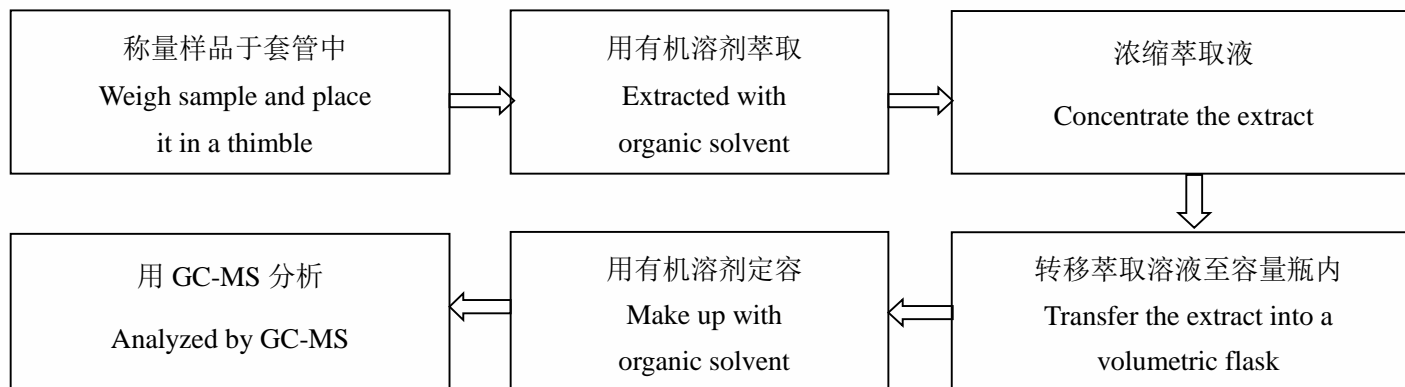 称量样品于套管中
Weigh sample and place
it in a thimble
用有机溶剂萃取
Extracted with
organic solvent
浓缩萃取液
Concentrate the extract
转移萃取溶液至容量瓶内
Transfer the extract into a
volumetric flask
用有机溶剂定容
Make up with
organic solvent
用 GC-MS 分析
Analyzed by GC-MS